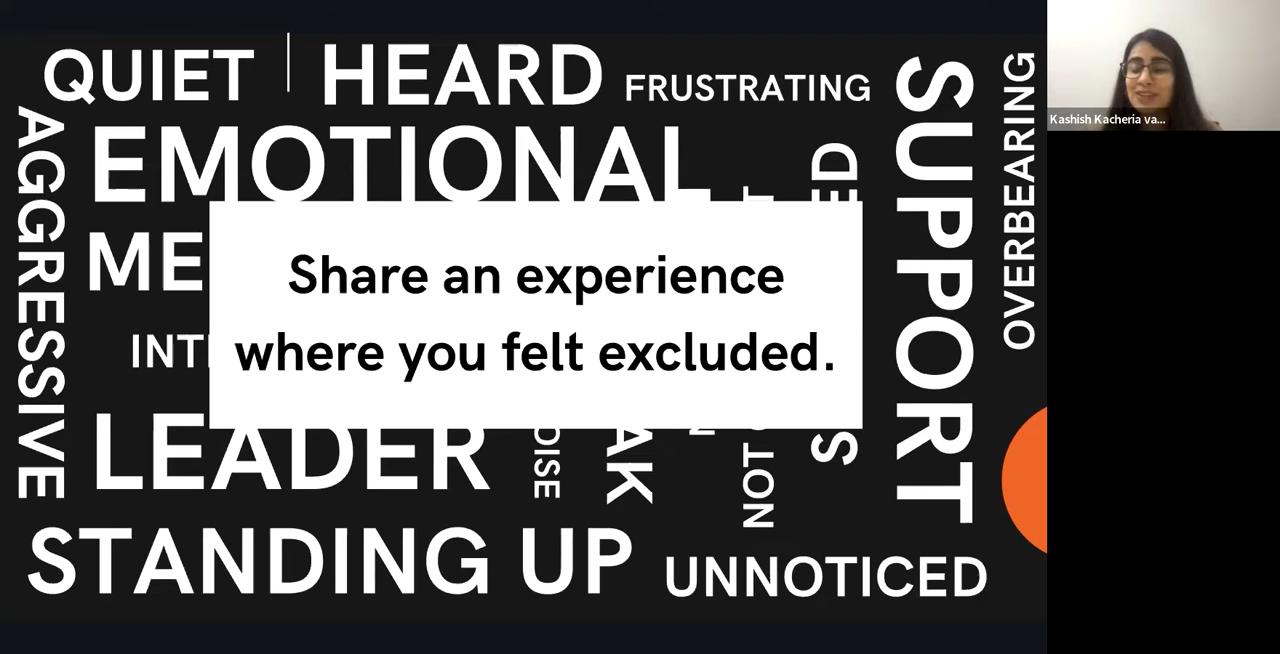 QUIET
HEARD
FRUSTRATING
SUPPORT
OVERBEARING
AGGRESSIVE
EMOTIONAL
Share an experience
where you felt excluded.
LEADER
STANDING UP
UNNOTICED
NOT
Kashish Kacheria va...